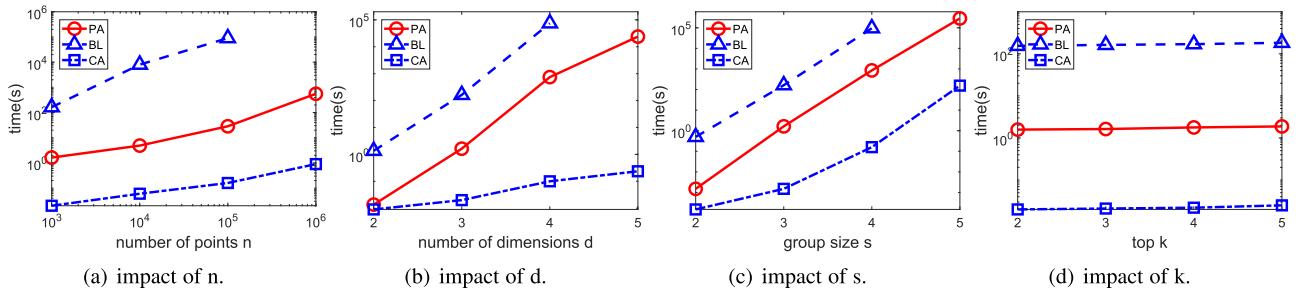 PA
BL
CA
time(s)
10^6
10^4
10^2
10^0
10^3
10^4
10^5
10^6
number of points n
(a) impact of n.
PA
BL
CA
time(s)
10^5
10^0
2
3
4
5
number of dimensions d
(b) impact of d.
PA
BL
CA
time(s)
10^5
10^0
2
3
4
5
group size s
(c) impact of s.
PA
BL
CA
time(s)
10^0
2
3
4
5
top k
(d) impact of k.